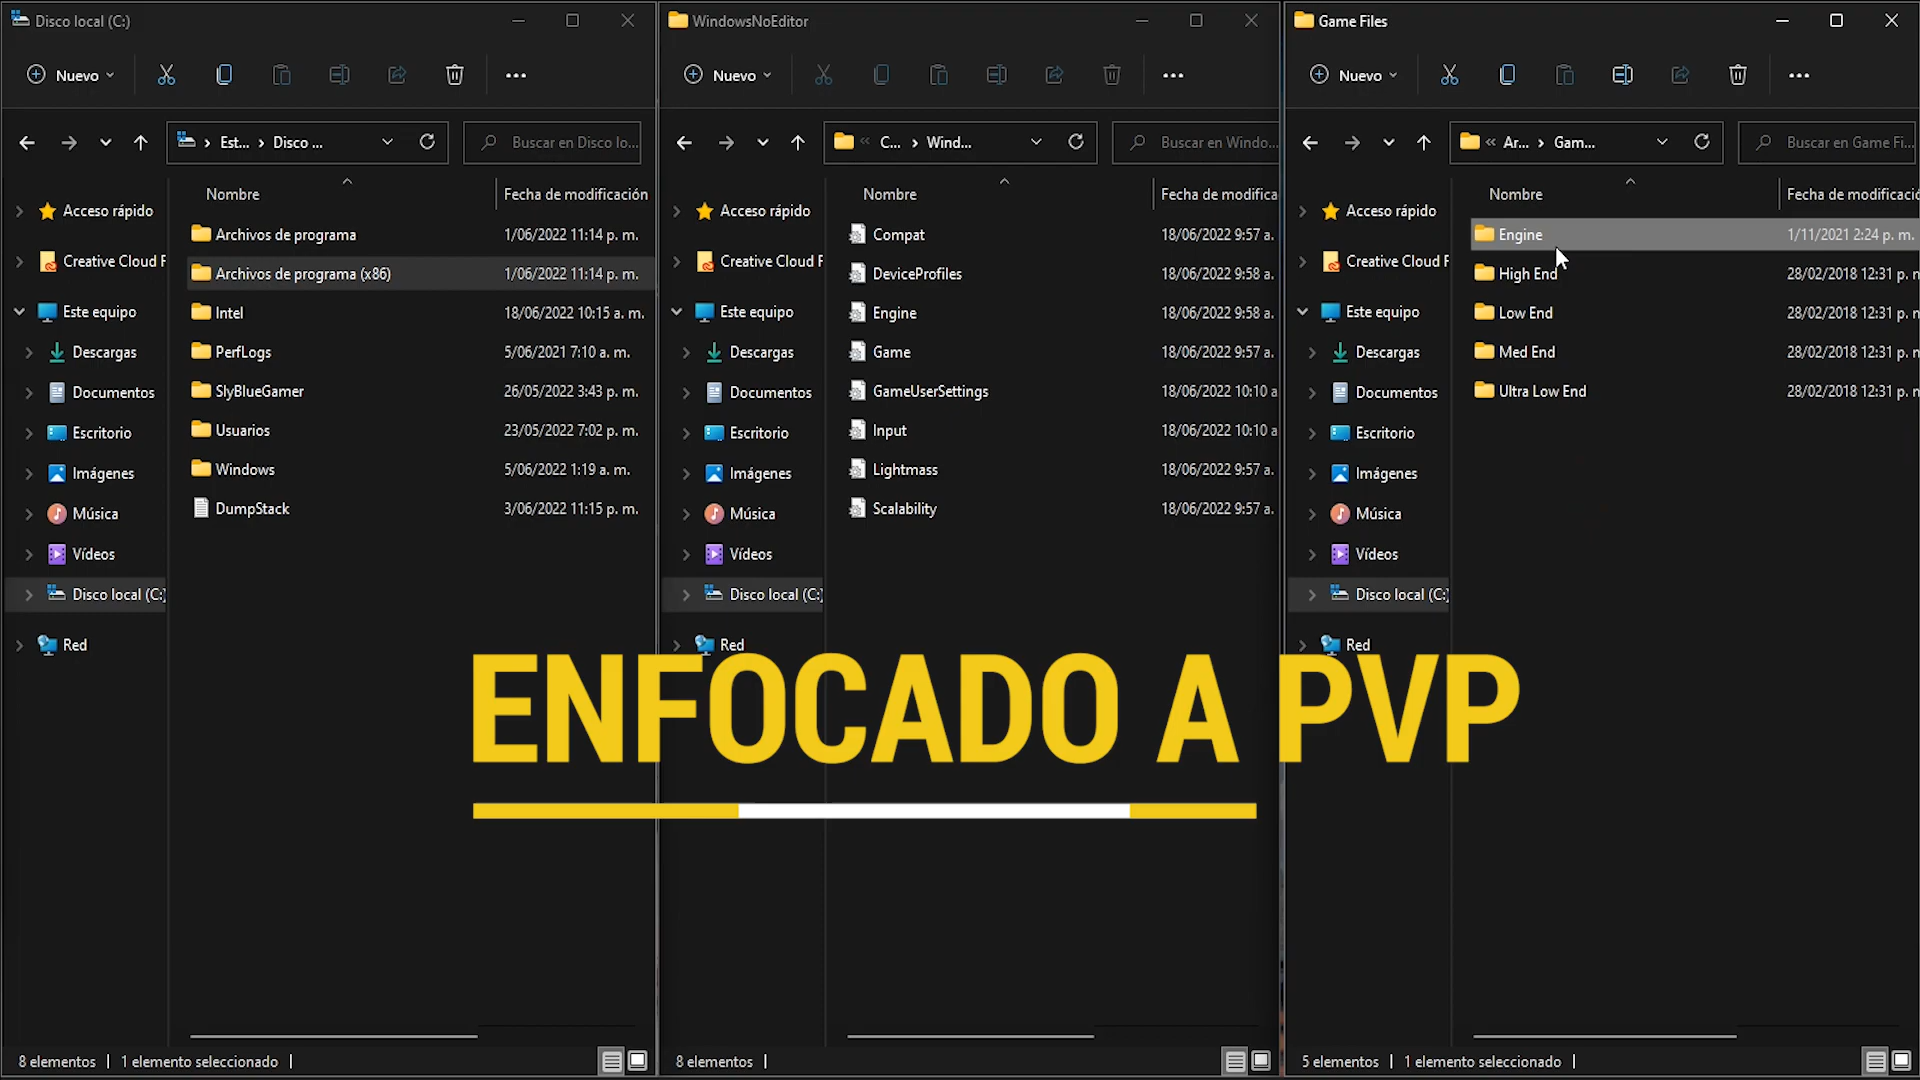 Disco local (C:)
Nuevo
Est... > Disco ...
Buscar en Disco lo...
Nombre
Fecha de modificación
Acceso rápido
Creative Cloud F
Este equipo
Descargas
Documentos
Escritorio
Imágenes
Música
Vídeos
Disco local (C:)
Red
Archivos de programa 1/06/2022 11:14 p. m.
Archivos de programa (x86) 1/06/2022 11:14 p. m.
Intel 18/06/2022 10:15 a. m.
PerfLogs 5/06/2021 7:10 a. m.
SlyBlueGamer 26/05/2022 3:43 p. m.
Usuarios 23/05/2022 7:02 p. m.
Windows 5/06/2022 1:19 a. m.
DumpStack 3/06/2022 11:15 p. m.
8 elementos | 1 elemento seleccionado |
WindowsNoEditor
Nuevo
« C... > Wind...
Buscar en Windo...
Nombre
Fecha de modifica
Acceso rápido
Creative Cloud F
Este equipo
Descargas
Documentos
Escritorio
Imágenes
Música
Vídeos
Disco local (C:)
Red
Compat 18/06/2022 9:57 a.
DeviceProfiles 18/06/2022 9:58 a.
Engine 18/06/2022 9:58 a.
Game 18/06/2022 9:57 a.
GameUserSettings 18/06/2022 10:10 a
Input 18/06/2022 10:10 a
Lightmass 18/06/2022 9:57 a.
Scalability 18/06/2022 9:57 a.
8 elementos |
Game Files
Nuevo
« Ar... > Gam...
Buscar en Game Fi...
Nombre
Fecha de modificació
Acceso rápido
Creative Cloud F
Este equipo
Descargas
Documentos
Escritorio
Imágenes
Música
Vídeos
Disco local (C:)
Red
Engine 1/11/2021 2:24 p. m.
High End 28/02/2018 12:31 p. m
Low End 28/02/2018 12:31 p. m
Med End 28/02/2018 12:31 p. m
Ultra Low End 28/02/2018 12:31 p. m
5 elementos | 1 elemento seleccionado |
ENFOCADO A PVP